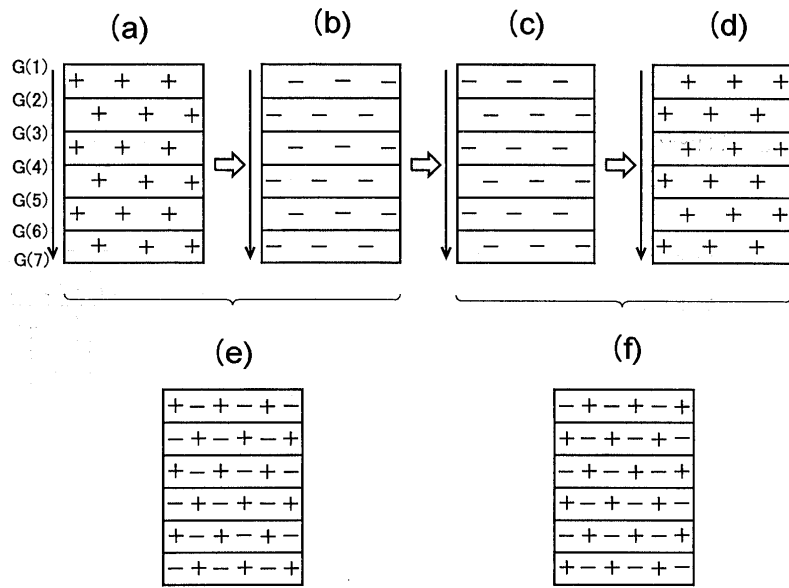 (a) (b) (c) (d)
G(1)
+ + + − − − − − − + + +
G(2)
+ + + − − − − − − + + +
G(3)
+ + + − − − − − − + + +
G(4)
+ + + − − − − − − + + +
G(5)
+ + + − − − − − − + + +
G(6)
+ + + − − − − − − + + +
G(7)
(e) (f)
+ − + − + − − + − + − +
− + − + − + + − + − + −
+ − + − + − − + − + − +
− + − + − + + − + − + −
+ − + − + − − + − + − +
− + − + − + + − + − + −